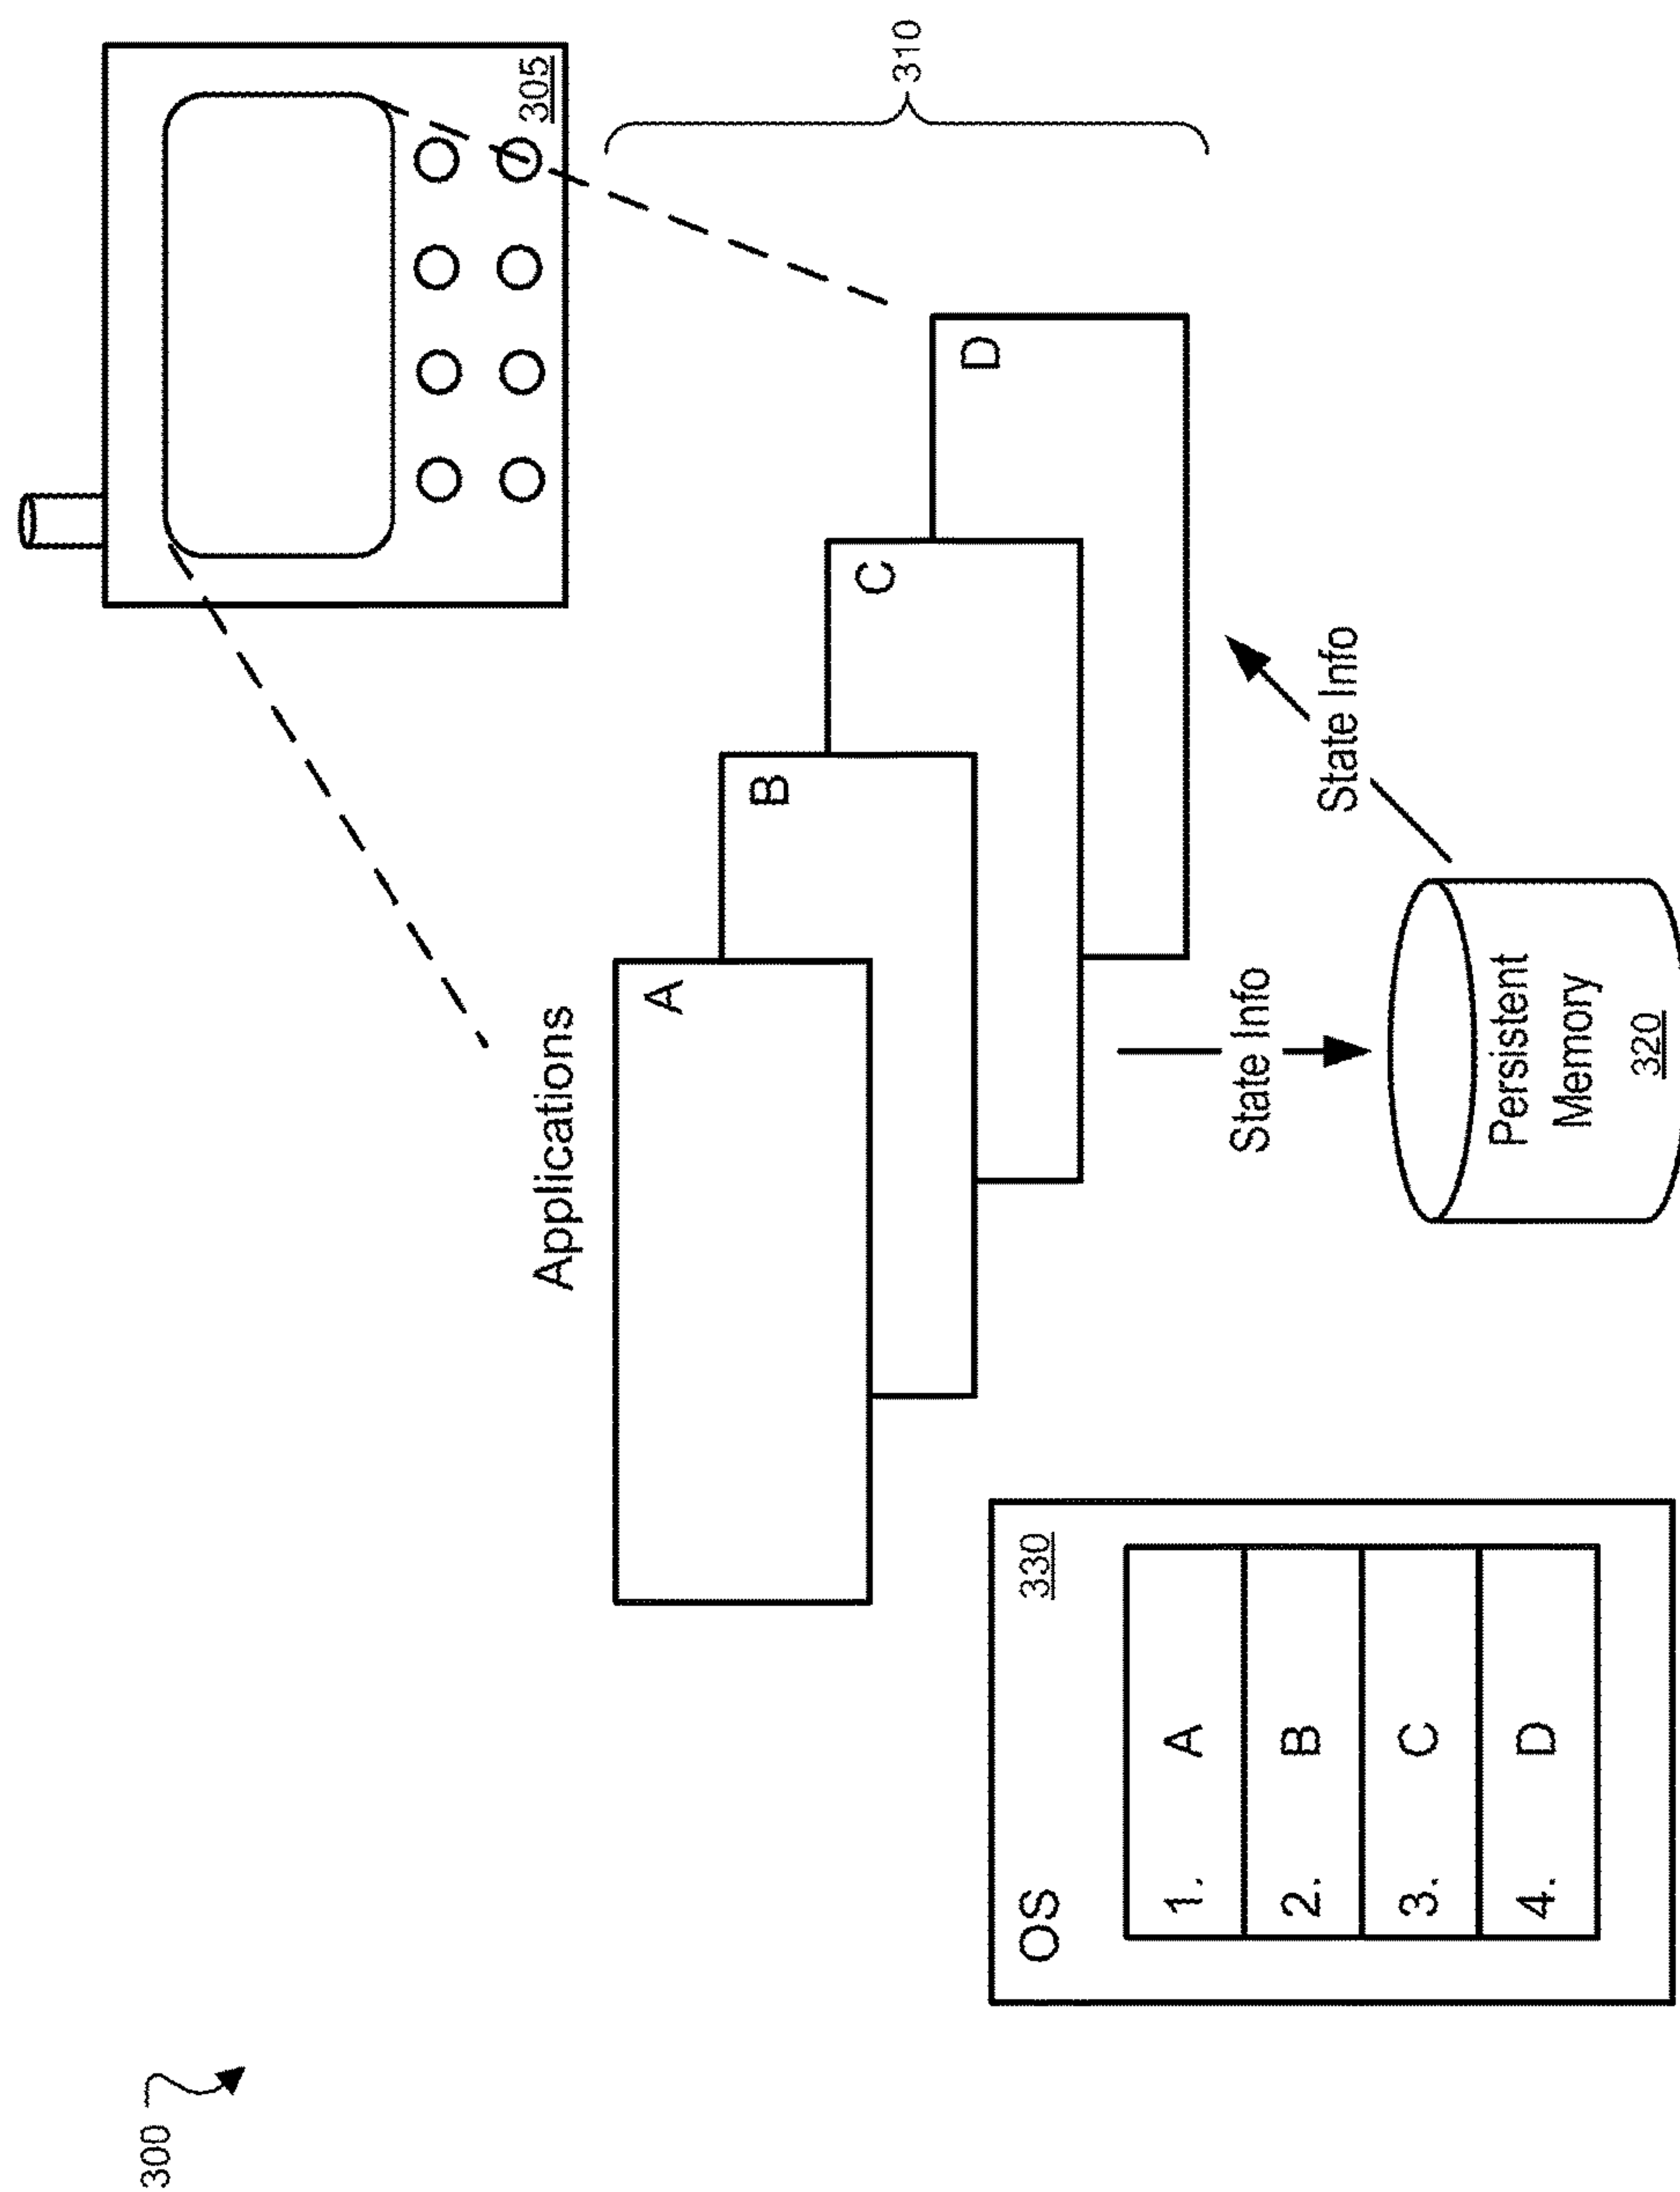 300
305
310
Applications
A
B
C
D
OS
330
1. A
2. B
3. C
4. D
State Info
State Info
Persistent
Memory
320